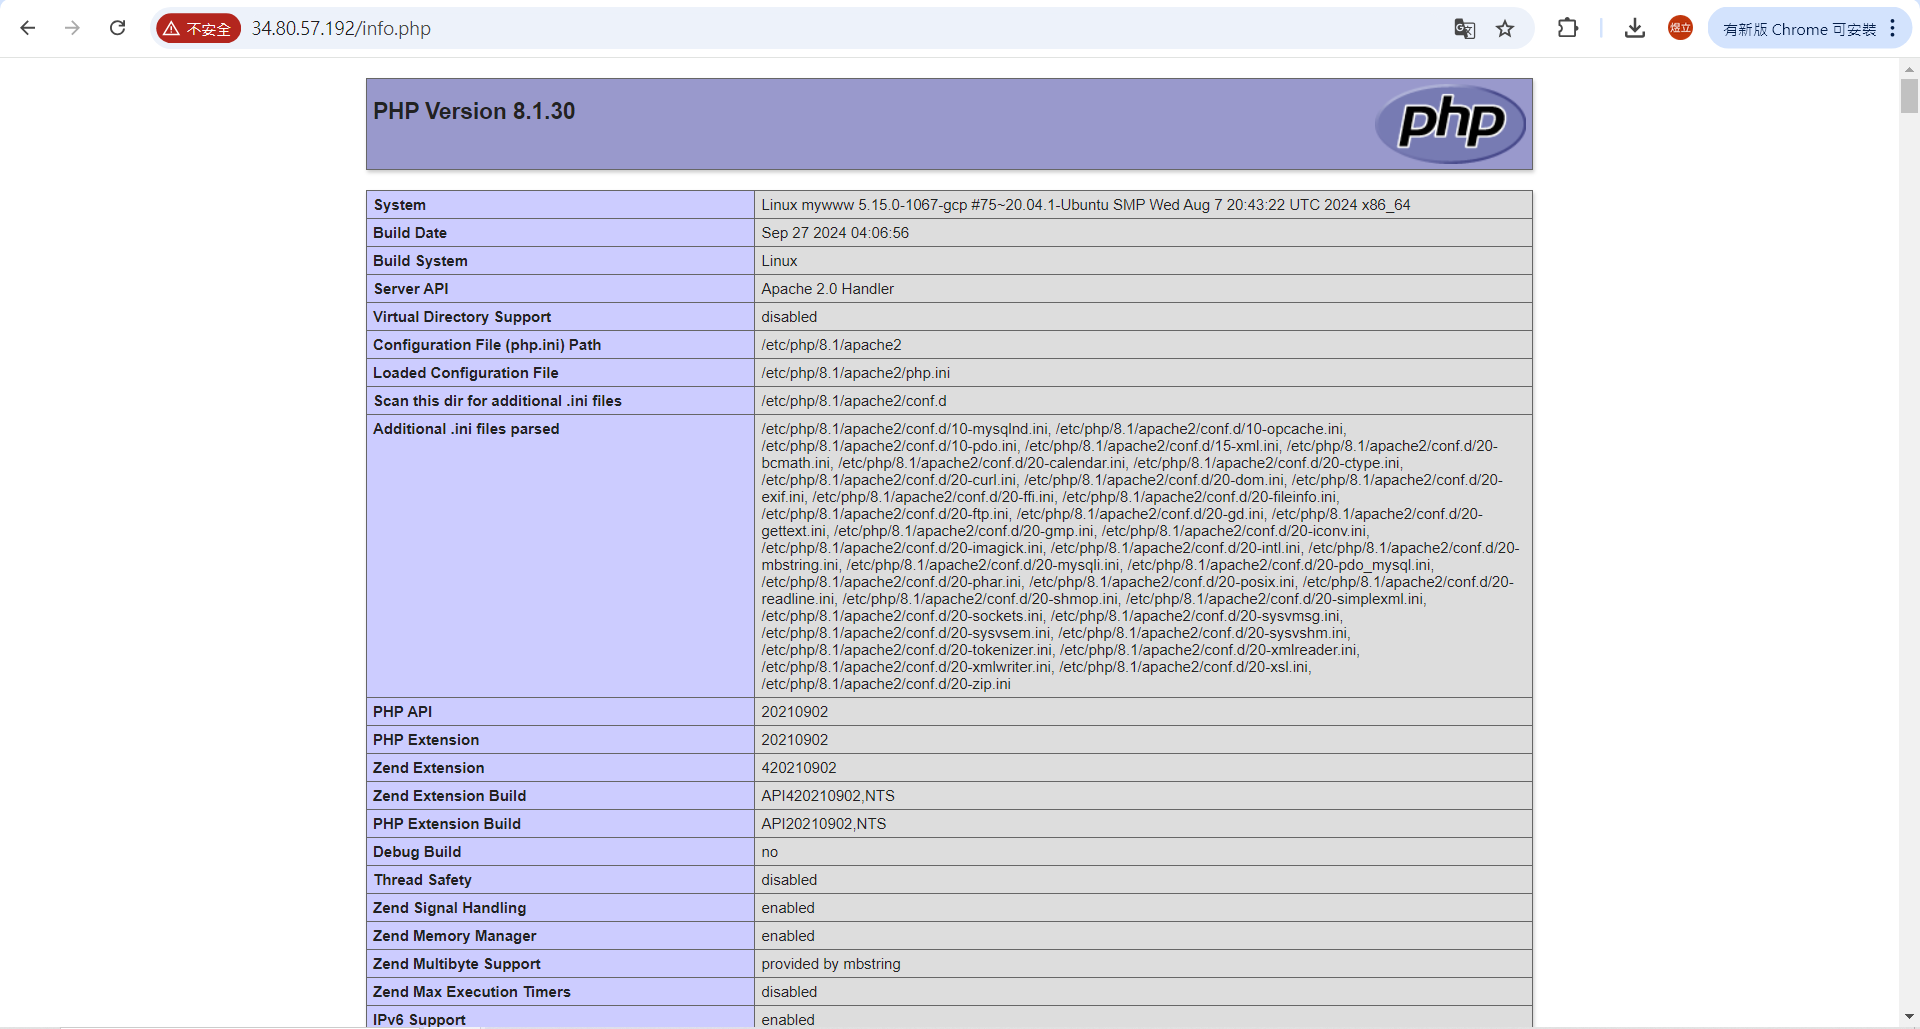 不安全 34.80.57.192/info.php 煜立 有新版 Chrome 可安裝
PHP Version 8.1.30 php
System Linux mywww 5.15.0-1067-gcp #75~20.04.1-Ubuntu SMP Wed Aug 7 20:43:22 UTC 2024 x86_64
Build Date Sep 27 2024 04:06:56
Build System Linux
Server API Apache 2.0 Handler
Virtual Directory Support disabled
Configuration File (php.ini) Path /etc/php/8.1/apache2
Loaded Configuration File /etc/php/8.1/apache2/php.ini
Scan this dir for additional .ini files /etc/php/8.1/apache2/conf.d
Additional .ini files parsed /etc/php/8.1/apache2/conf.d/10-mysqlnd.ini, /etc/php/8.1/apache2/conf.d/10-opcache.ini,
/etc/php/8.1/apache2/conf.d/10-pdo.ini, /etc/php/8.1/apache2/conf.d/15-xml.ini, /etc/php/8.1/apache2/conf.d/20-
bcmath.ini, /etc/php/8.1/apache2/conf.d/20-calendar.ini, /etc/php/8.1/apache2/conf.d/20-ctype.ini,
/etc/php/8.1/apache2/conf.d/20-curl.ini, /etc/php/8.1/apache2/conf.d/20-dom.ini, /etc/php/8.1/apache2/conf.d/20-
exif.ini, /etc/php/8.1/apache2/conf.d/20-ffi.ini, /etc/php/8.1/apache2/conf.d/20-fileinfo.ini,
/etc/php/8.1/apache2/conf.d/20-ftp.ini, /etc/php/8.1/apache2/conf.d/20-gd.ini, /etc/php/8.1/apache2/conf.d/20-
gettext.ini, /etc/php/8.1/apache2/conf.d/20-gmp.ini, /etc/php/8.1/apache2/conf.d/20-iconv.ini,
/etc/php/8.1/apache2/conf.d/20-imagick.ini, /etc/php/8.1/apache2/conf.d/20-intl.ini, /etc/php/8.1/apache2/conf.d/20-
mbstring.ini, /etc/php/8.1/apache2/conf.d/20-mysqli.ini, /etc/php/8.1/apache2/conf.d/20-pdo_mysql.ini,
/etc/php/8.1/apache2/conf.d/20-phar.ini, /etc/php/8.1/apache2/conf.d/20-posix.ini, /etc/php/8.1/apache2/conf.d/20-
readline.ini, /etc/php/8.1/apache2/conf.d/20-shmop.ini, /etc/php/8.1/apache2/conf.d/20-simplexml.ini,
/etc/php/8.1/apache2/conf.d/20-sockets.ini, /etc/php/8.1/apache2/conf.d/20-sysvmsg.ini,
/etc/php/8.1/apache2/conf.d/20-sysvsem.ini, /etc/php/8.1/apache2/conf.d/20-sysvshm.ini,
/etc/php/8.1/apache2/conf.d/20-tokenizer.ini, /etc/php/8.1/apache2/conf.d/20-xmlreader.ini,
/etc/php/8.1/apache2/conf.d/20-xmlwriter.ini, /etc/php/8.1/apache2/conf.d/20-xsl.ini,
/etc/php/8.1/apache2/conf.d/20-zip.ini
PHP API 20210902
PHP Extension 20210902
Zend Extension 420210902
Zend Extension Build API420210902,NTS
PHP Extension Build API20210902,NTS
Debug Build no
Thread Safety disabled
Zend Signal Handling enabled
Zend Memory Manager enabled
Zend Multibyte Support provided by mbstring
Zend Max Execution Timers disabled
IPv6 Support enabled